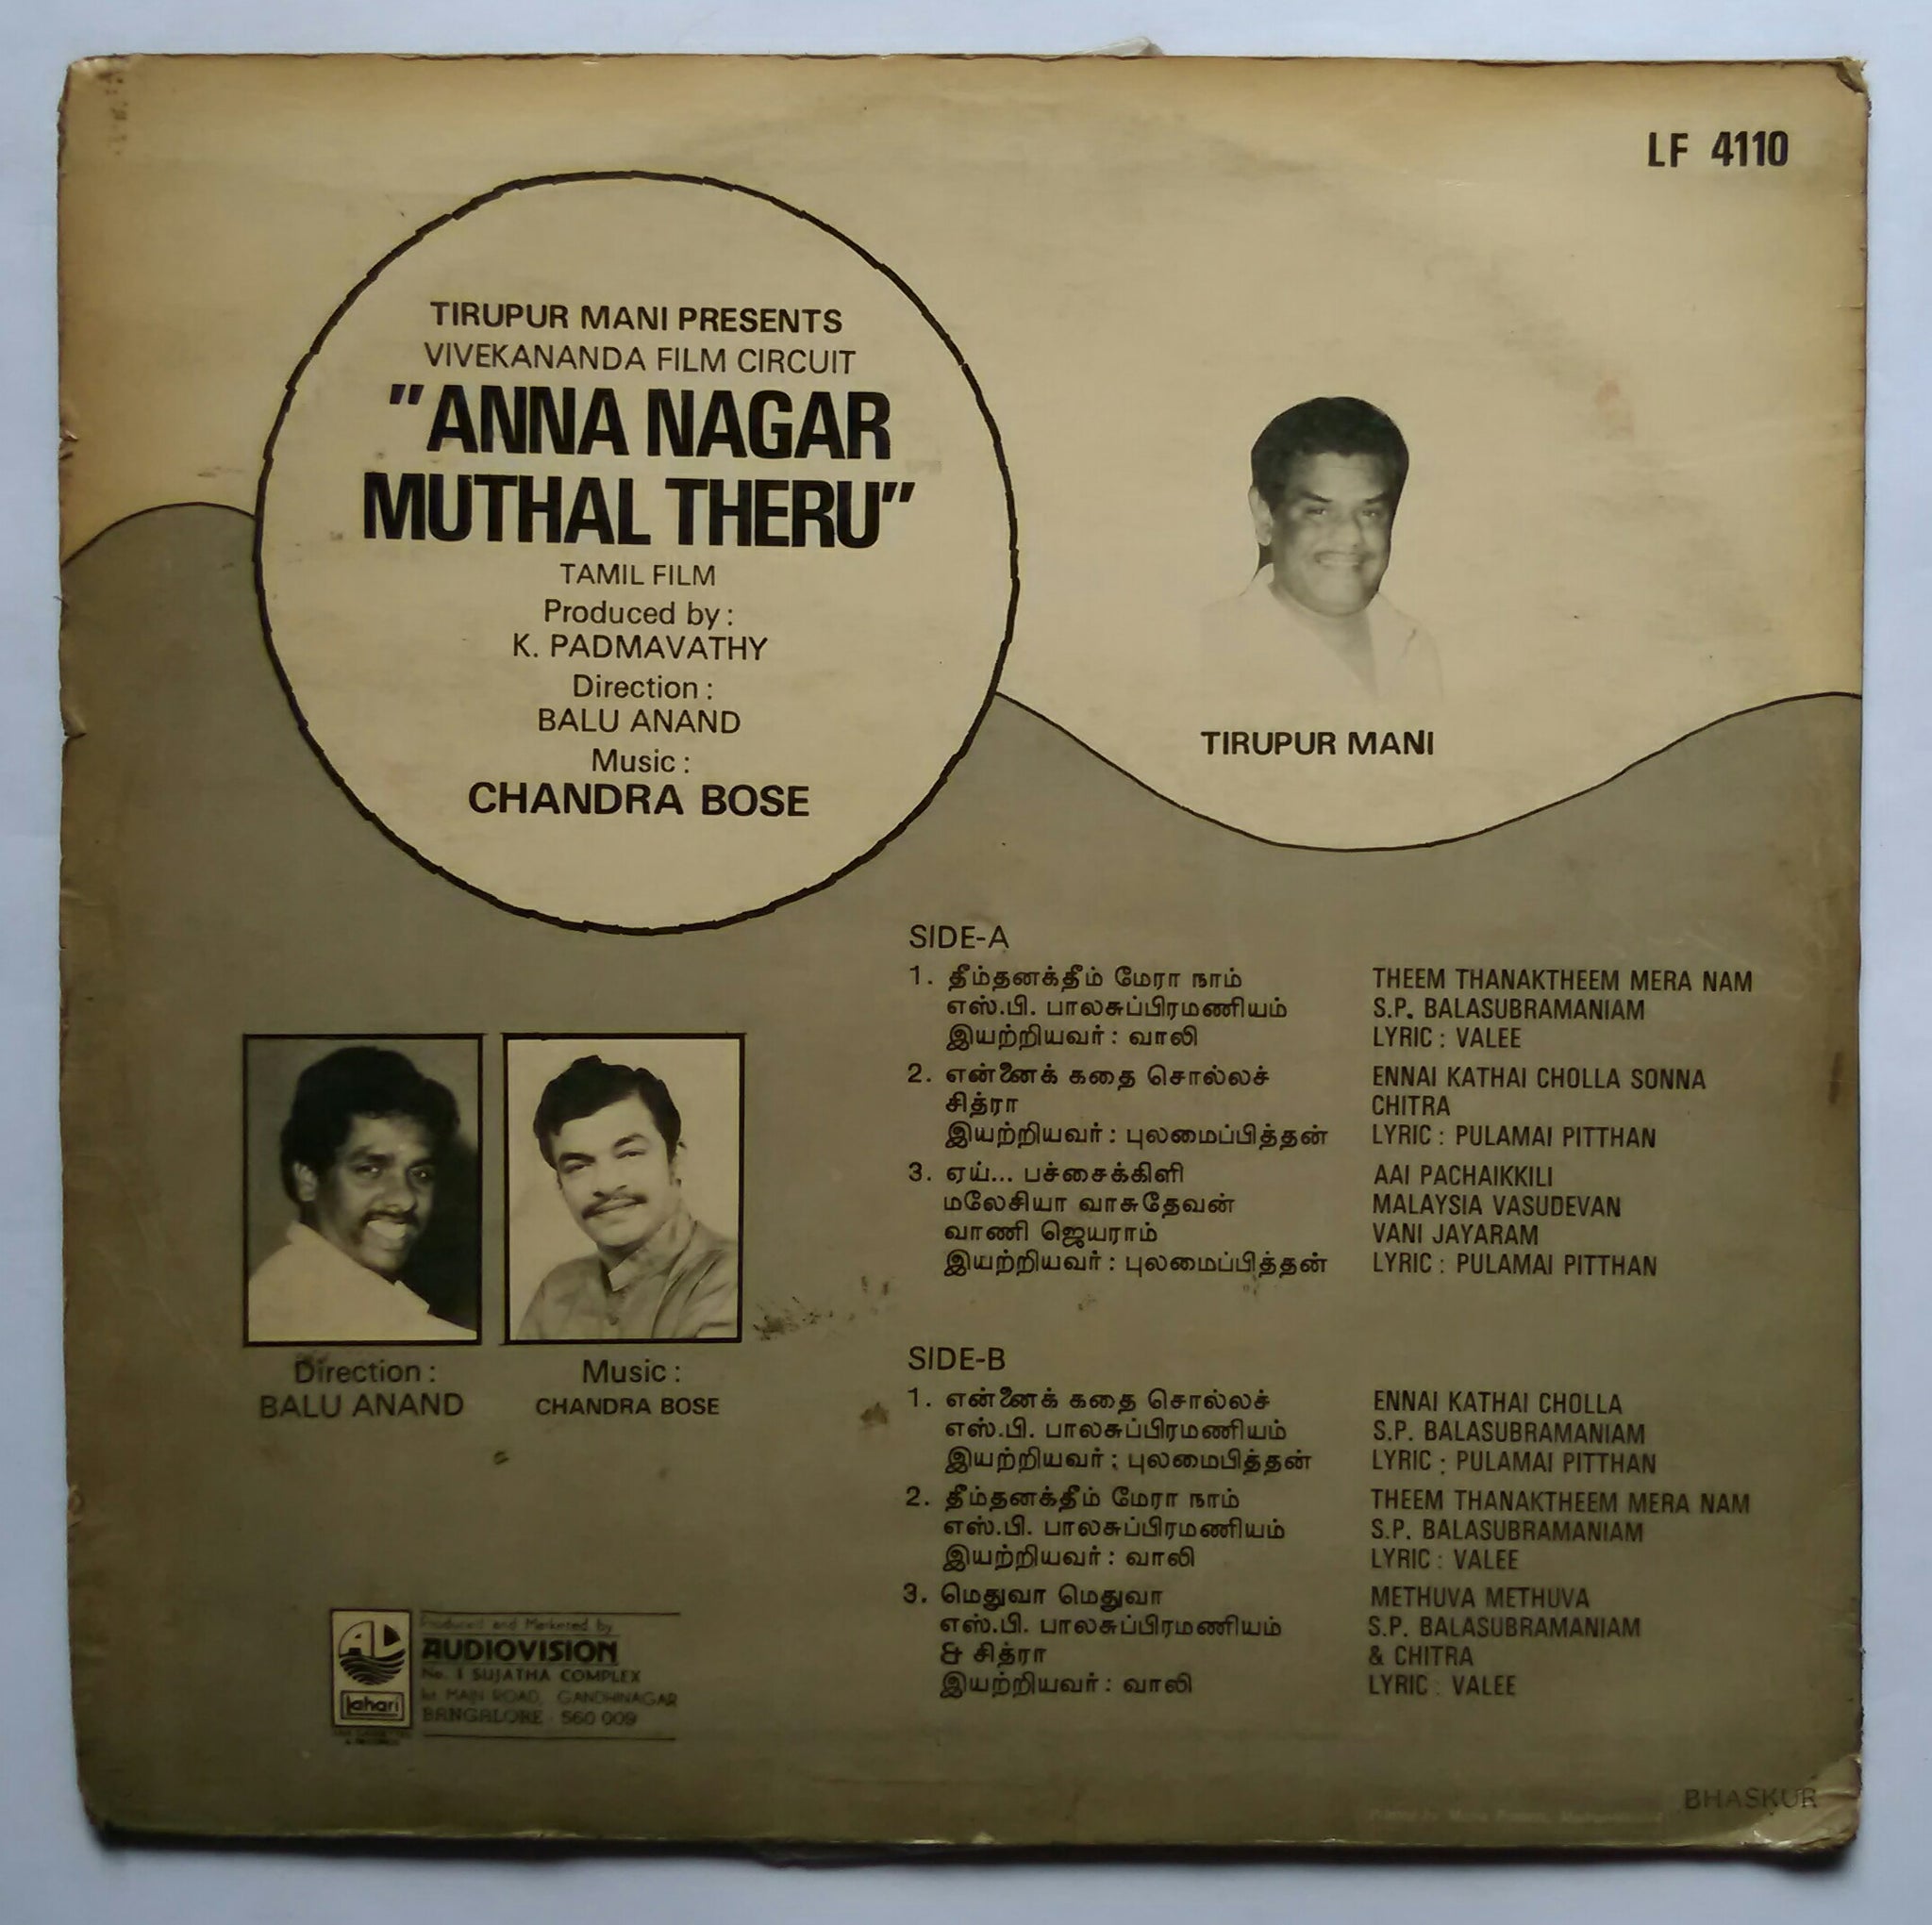 LF 4110
TIRUPUR MANI PRESENTS
VIVEKANANDA FILM CIRCUIT
"ANNA NAGAR
MUTHAL THERU"
TAMIL FILM
Produced by :
K. PADMAVATHY
Direction :
BALU ANAND
Music :
CHANDRA BOSE
TIRUPUR MANI
SIDE-A
1. தீம்தனக்தீம் மேரா நாம் THEEM THANAKTHEEM MERA NAM
எஸ்.பி. பாலசுப்பிரமணியம் S.P. BALASUBRAMANIAM
இயற்றியவர் : வாலி LYRIC : VALEE
2. என்னைக் கதை சொல்லச் ENNAI KATHAI CHOLLA SONNA
சித்ரா CHITRA
இயற்றியவர் : புலமைப்பித்தன் LYRIC : PULAMAI PITTHAN
3. ஏய்... பச்சைக்கிளி AAI PACHAIKKILI
மலேசியா வாசுதேவன் MALAYSIA VASUDEVAN
வாணி ஜெயராம் VANI JAYARAM
இயற்றியவர் : புலமைப்பித்தன் LYRIC : PULAMAI PITTHAN
SIDE-B
1. என்னைக் கதை சொல்லச் ENNAI KATHAI CHOLLA
எஸ்.பி. பாலசுப்பிரமணியம் S.P. BALASUBRAMANIAM
இயற்றியவர் : புலமைபித்தன் LYRIC : PULAMAI PITTHAN
2. தீம்தனக்தீம் மேரா நாம் THEEM THANAKTHEEM MERA NAM
எஸ்.பி. பாலசுப்பிரமணியம் S.P. BALASUBRAMANIAM
இயற்றியவர் : வாலி LYRIC : VALEE
3. மெதுவா மெதுவா METHUVA METHUVA
எஸ்.பி. பாலசுப்பிரமணியம் S.P. BALASUBRAMANIAM
& சித்ரா & CHITRA
இயற்றியவர் : வாலி LYRIC : VALEE
Direction :
BALU ANAND
Music :
CHANDRA BOSE
lahari
Produced and Marketed by
AUDIOVISION
No. 1 SUJATHA COMPLEX
Ist MAIN ROAD, GANDHINAGAR
BANGALORE - 560 009
BHASKUR